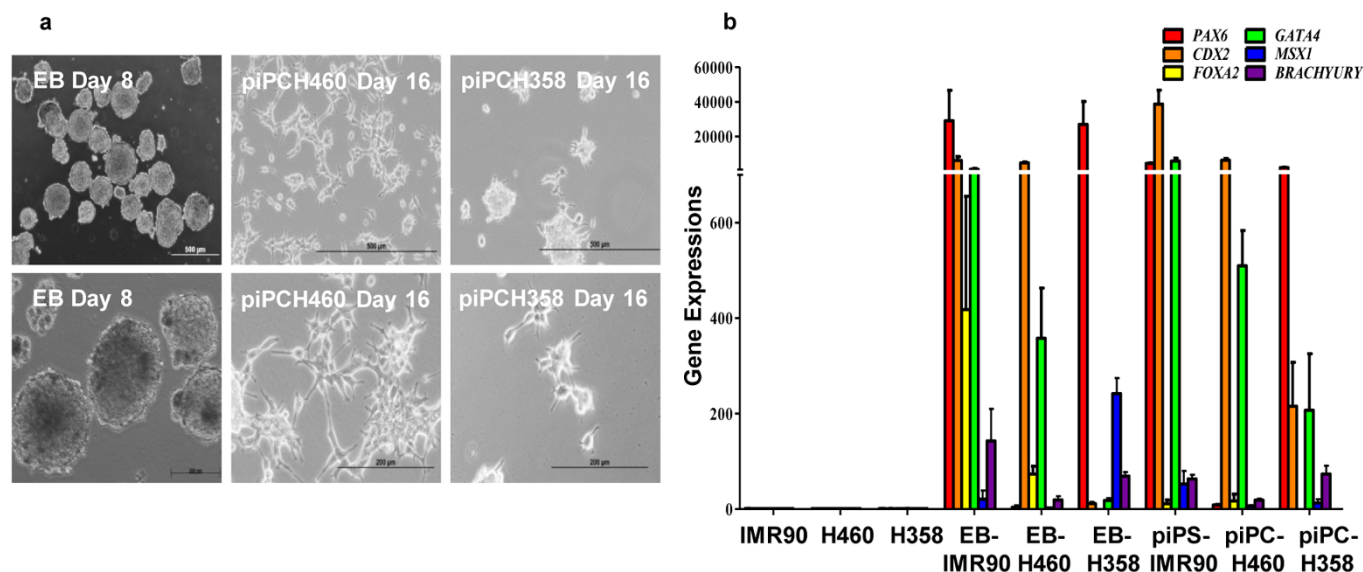 a
EB Day 8
piPCH460 Day 16
piPCH358 Day 16
500 µm
500 µm
500 µm
EB Day 8
piPCH460 Day 16
piPCH358 Day 16
200 µm
200 µm
b
PAX6
GATA4
CDX2
MSX1
FOXA2
BRACHYURY
Gene Expressions
60000
40000
20000
600
400
200
0
IMR90
H460
H358
EB-
IMR90
EB-
H460
EB-
H358
piPS-
IMR90
piPC-
H460
piPC-
H358